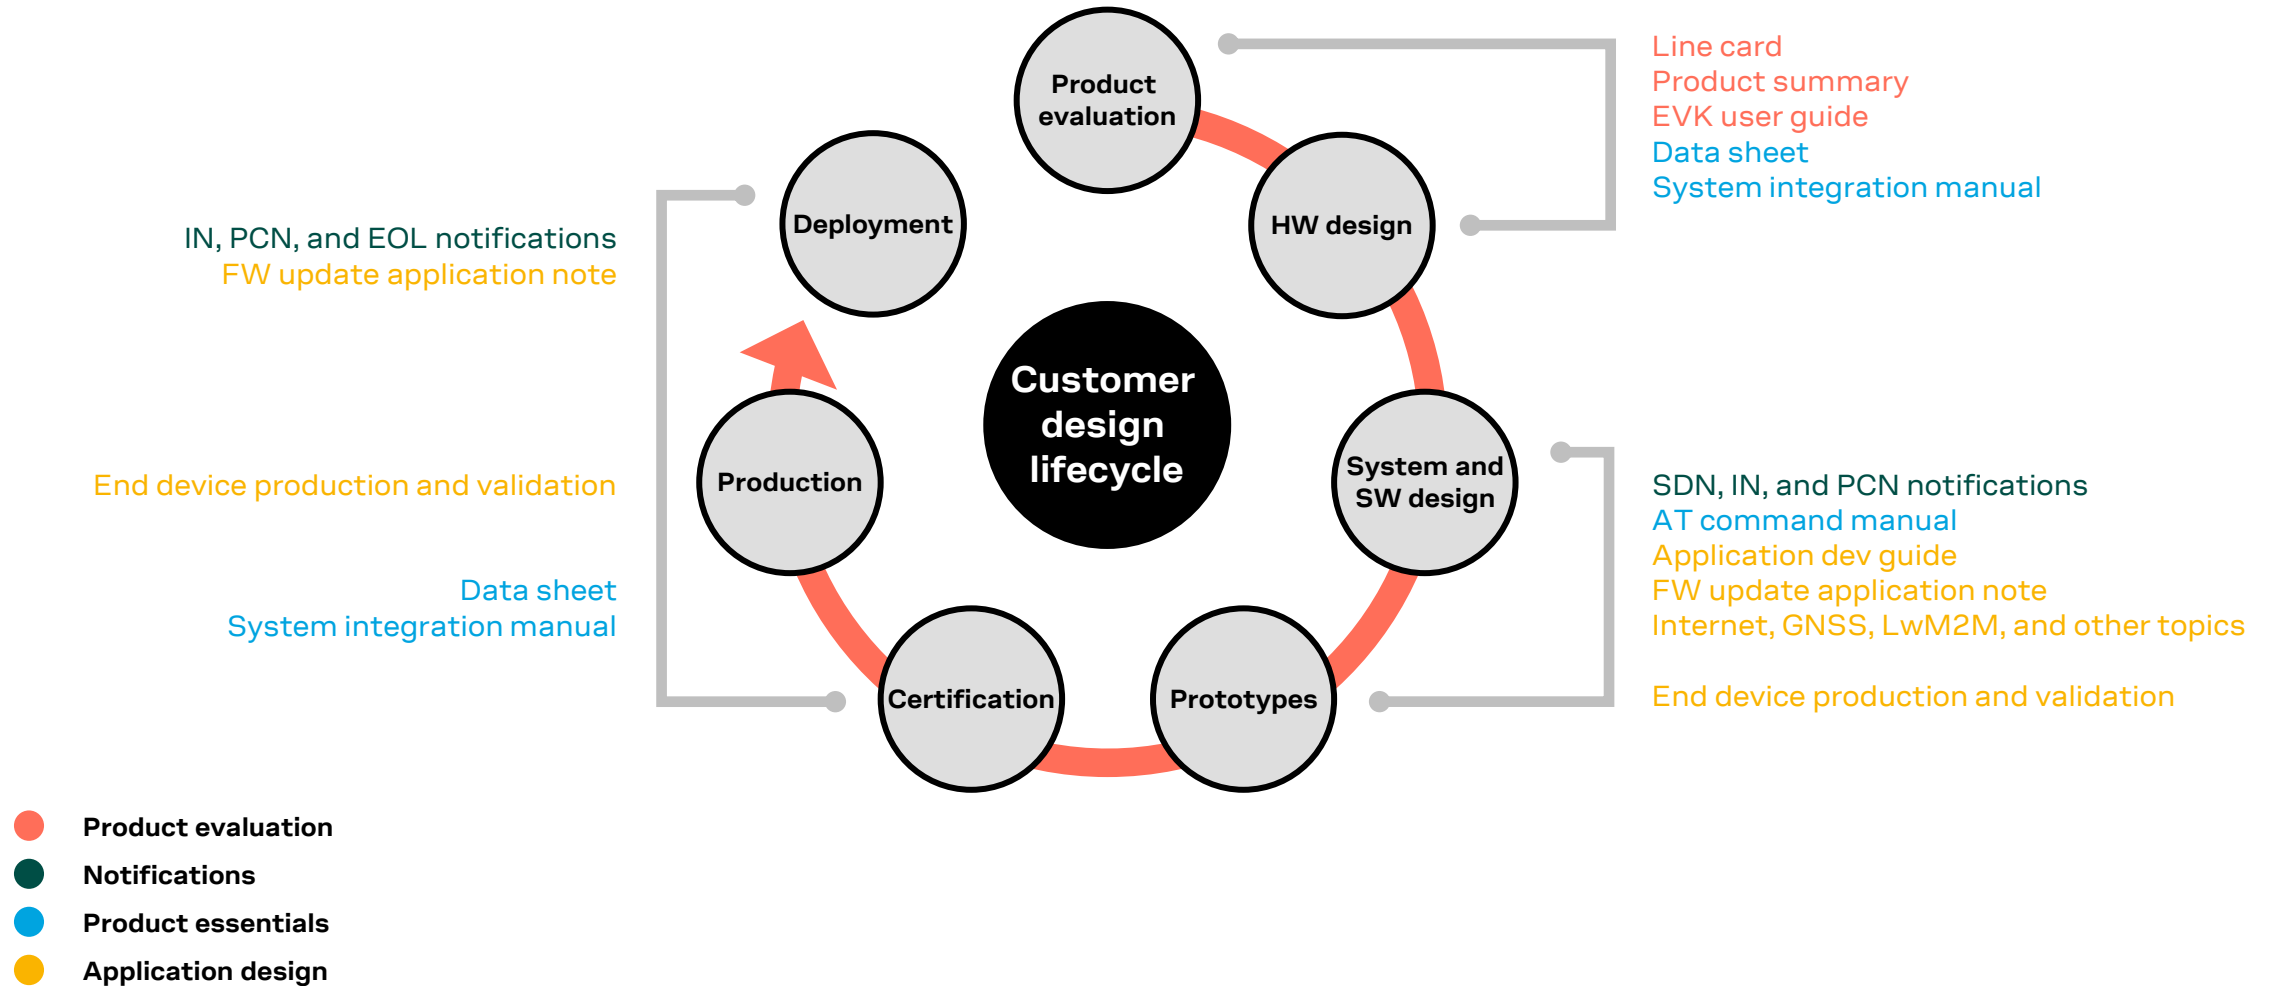 Product
evaluation
HW design
System and
SW design
Prototypes
Certification
Production
Deployment
Customer
design
lifecycle
Line card
Product summary
EVK user guide
Data sheet
System integration manual
SDN, IN, and PCN notifications
AT command manual
Application dev guide
FW update application note
Internet, GNSS, LwM2M, and other topics
End device production and validation
IN, PCN, and EOL notifications
FW update application note
End device production and validation
Data sheet
System integration manual
Product evaluation
Notifications
Product essentials
Application design